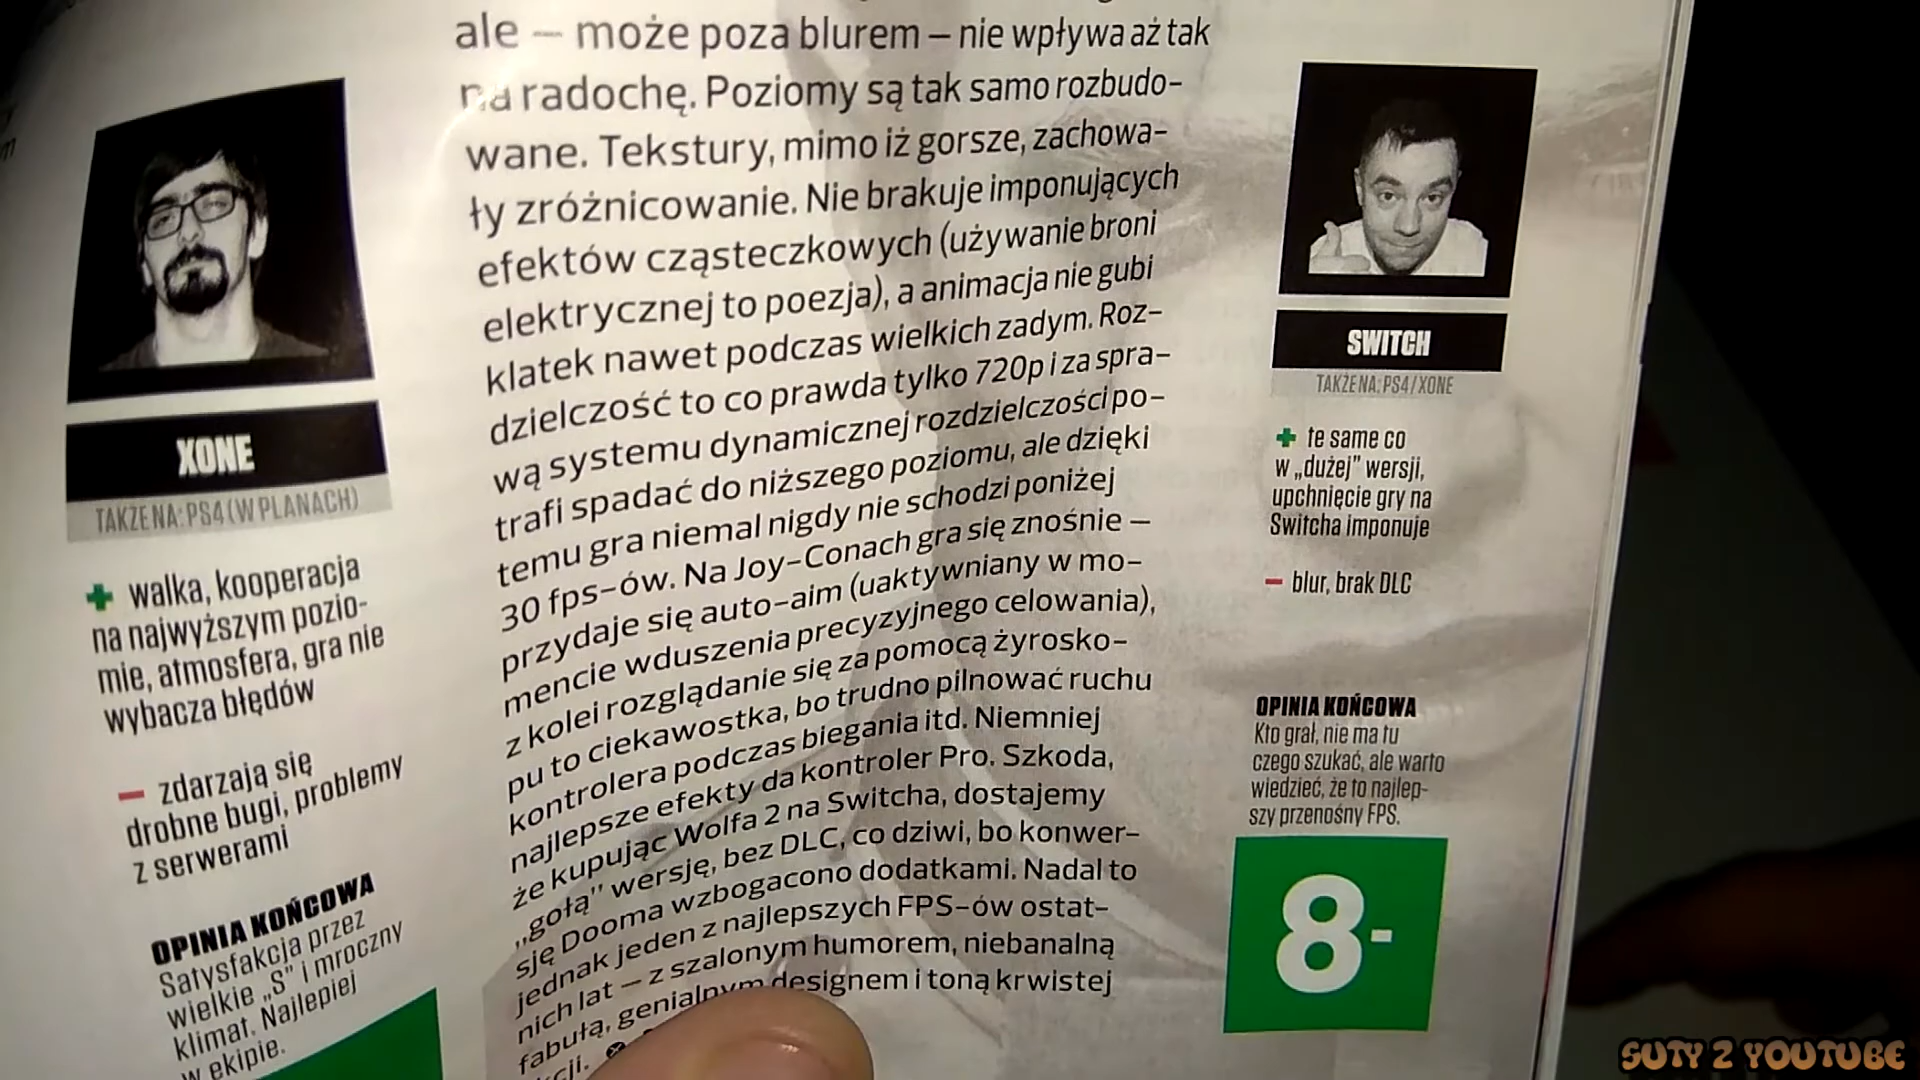 XONE
TAKŻE NA: PS4 (W PLANACH)
+ walka, kooperacja
na najwyższym pozio-
mie, atmosfera, gra nie
wybacza błędów
– zdarzają się
drobne bugi, problemy
z serwerami
OPINIA KOŃCOWA
Satysfakcja przez
wielkie „S” i mroczny
klimat. Najlepiej
w ekipie.
ale — może poza blurem – nie wpływa aż tak
na radochę. Poziomy są tak samo rozbudo-
wane. Tekstury, mimo iż gorsze, zachowa-
ły zróżnicowanie. Nie brakuje imponujących
efektów cząsteczkowych (używanie broni
elektrycznej to poezja), a animacja nie gubi
klatek nawet podczas wielkich zadym. Roz-
dzielczość to co prawda tylko 720p i za spra-
wą systemu dynamicznej rozdzielczości po-
trafi spadać do niższego poziomu, ale dzięki
temu gra niemal nigdy nie schodzi poniżej
30 fps-ów. Na Joy-Conach gra się znośnie —
przydaje się auto-aim (uaktywniany w mo-
mencie wduszenia precyzyjnego celowania),
z kolei rozglądanie się za pomocą żyrosko-
pu to ciekawostka, bo trudno pilnować ruchu
kontrolera podczas biegania itd. Niemniej
najlepsze efekty da kontroler Pro. Szkoda,
że kupując Wolfa 2 na Switcha, dostajemy
„gołą” wersję, bez DLC, co dziwi, bo konwer-
sję Dooma wzbogacono dodatkami. Nadal to
jednak jeden z najlepszych FPS-ów ostat-
nich lat — z szalonym humorem, niebanalną
fabułą, genialnym designem i toną krwistej
SWITCH
TAKŻE NA: PS4/XONE
+ te same co
w „dużej” wersji,
upchnięcie gry na
Switcha imponuje
– blur, brak DLC
OPINIA KOŃCOWA
Kto grał, nie ma tu
czego szukać, ale warto
wiedzieć, że to najlep-
szy przenośny FPS.
8-
SUTY Z YOUTUBE